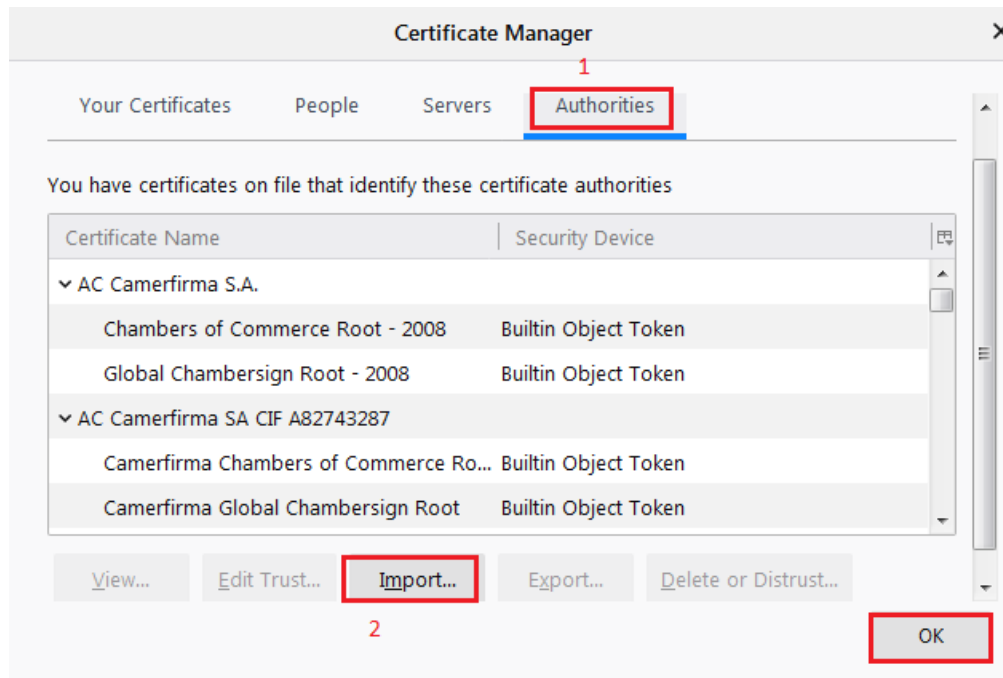 Certificate Manager
1
Your Certificates People Servers Authorities
You have certificates on file that identify these certificate authorities
Certificate Name Security Device
AC Camerfirma S.A.
Chambers of Commerce Root - 2008 Builtin Object Token
Global Chambersign Root - 2008 Builtin Object Token
AC Camerfirma SA CIF A82743287
Camerfirma Chambers of Commerce Ro... Builtin Object Token
Camerfirma Global Chambersign Root Builtin Object Token
View... Edit Trust... Import... Export... Delete or Distrust...
2
OK